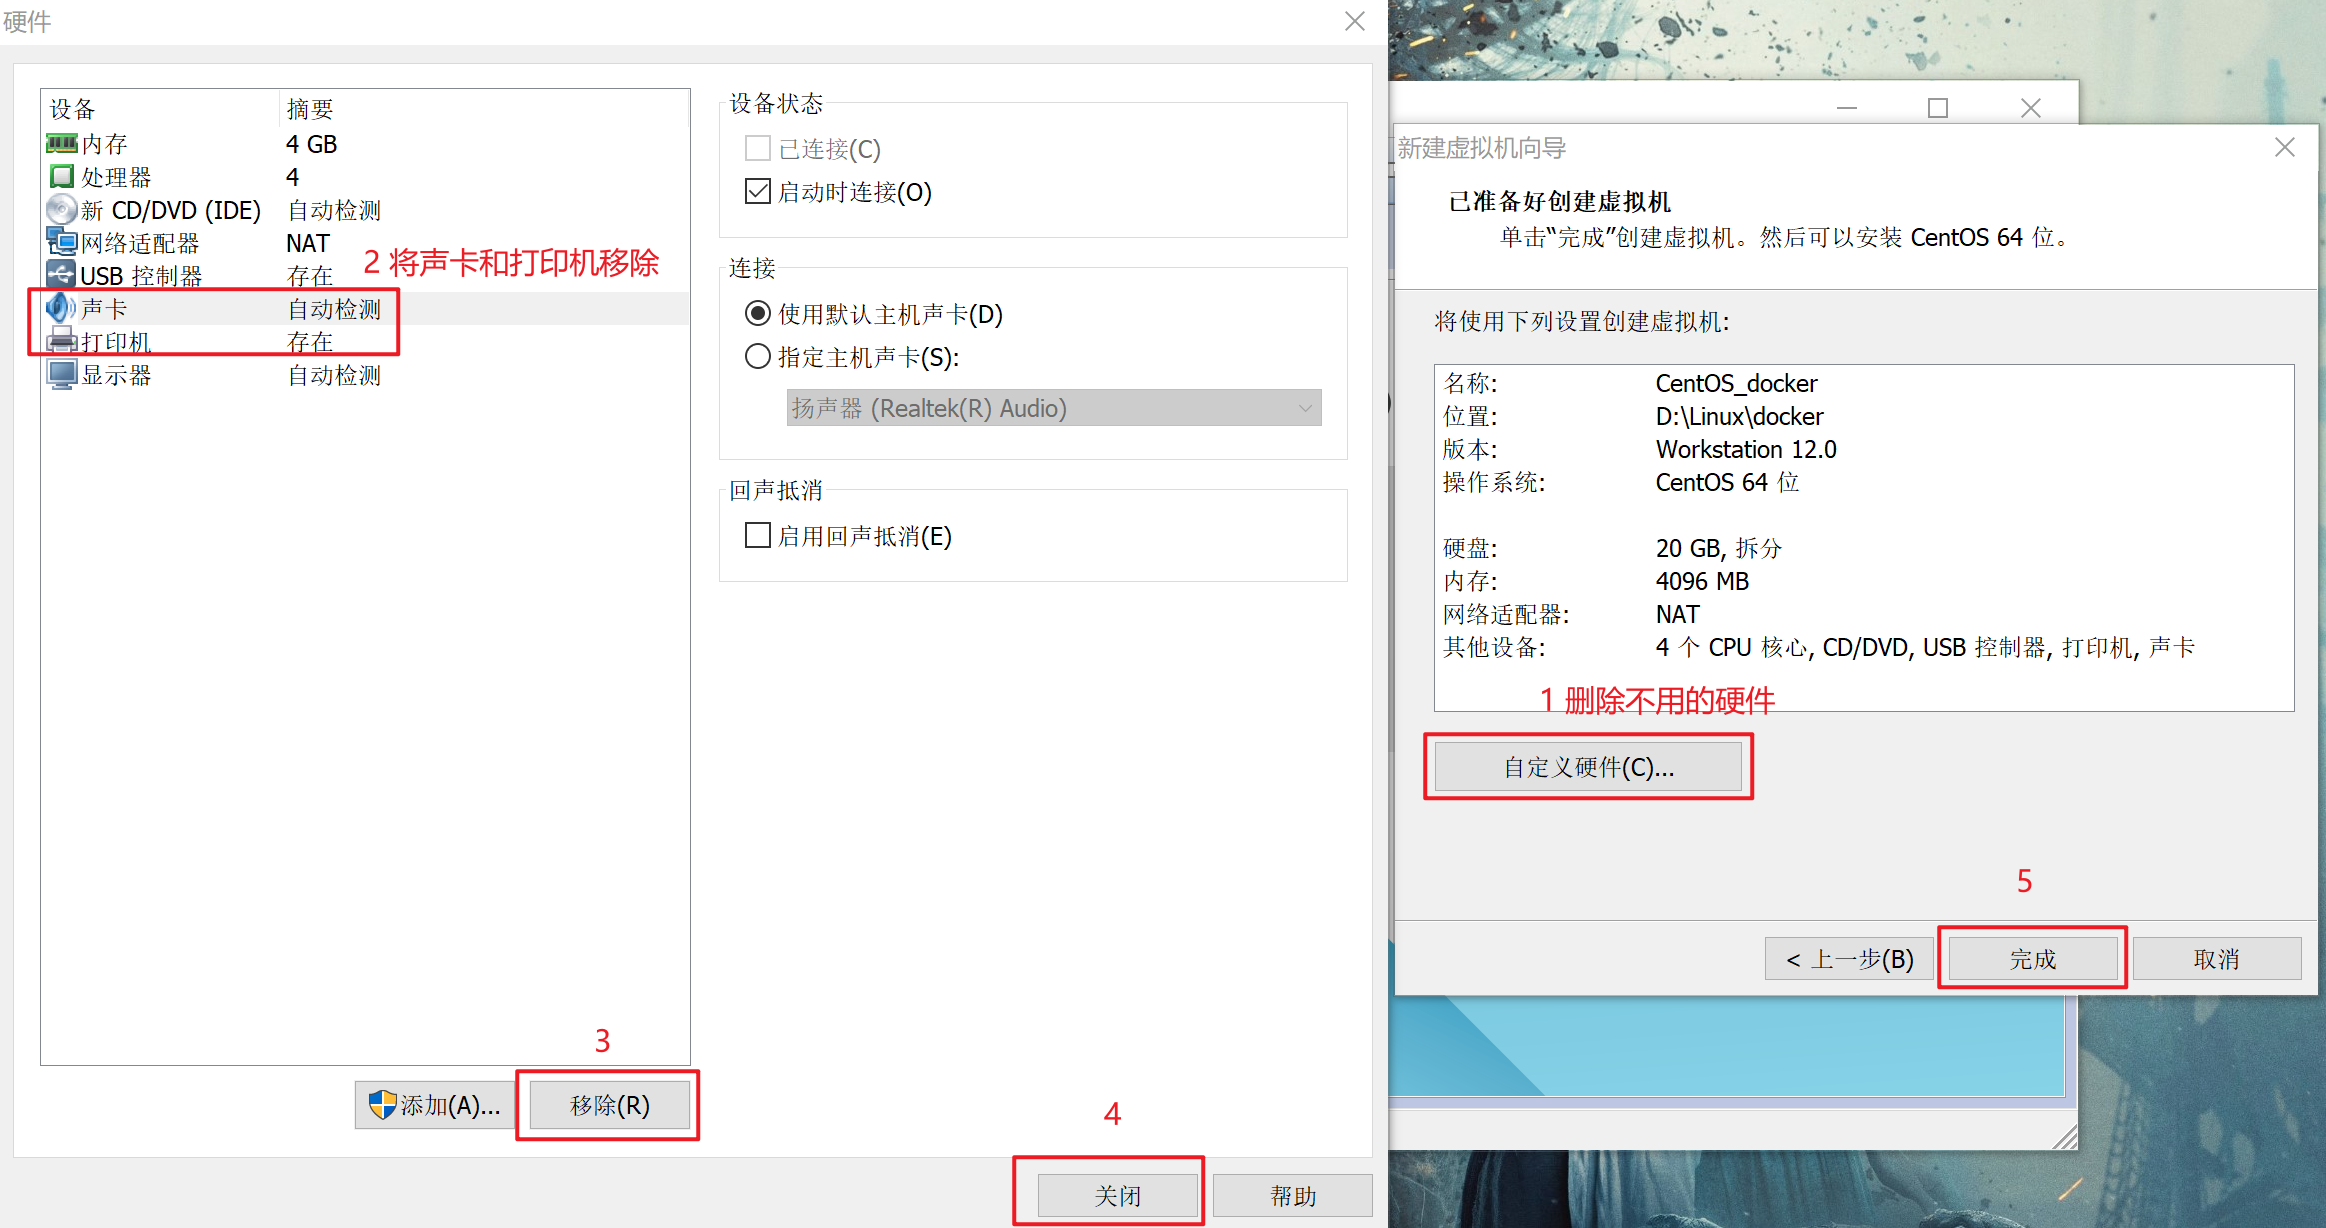 硬件
设备 摘要
内存 4 GB
处理器 4
新 CD/DVD (IDE) 自动检测
网络适配器 NAT
USB 控制器 存在
2 将声卡和打印机移除
声卡 自动检测
打印机 存在
显示器 自动检测
3
添加(A)... 移除(R)
设备状态
已连接(C)
启动时连接(O)
连接
使用默认主机声卡(D)
指定主机声卡(S):
扬声器 (Realtek(R) Audio)
回声抵消
启用回声抵消(E)
4
关闭 帮助
新建虚拟机向导
已准备好创建虚拟机
单击“完成”创建虚拟机。然后可以安装 CentOS 64 位。
将使用下列设置创建虚拟机:
名称: CentOS_docker
位置: D:\Linux\docker
版本: Workstation 12.0
操作系统: CentOS 64 位
硬盘: 20 GB, 拆分
内存: 4096 MB
网络适配器: NAT
其他设备: 4 个 CPU 核心, CD/DVD, USB 控制器, 打印机, 声卡
1 删除不用的硬件
自定义硬件(C)...
5
< 上一步(B) 完成 取消